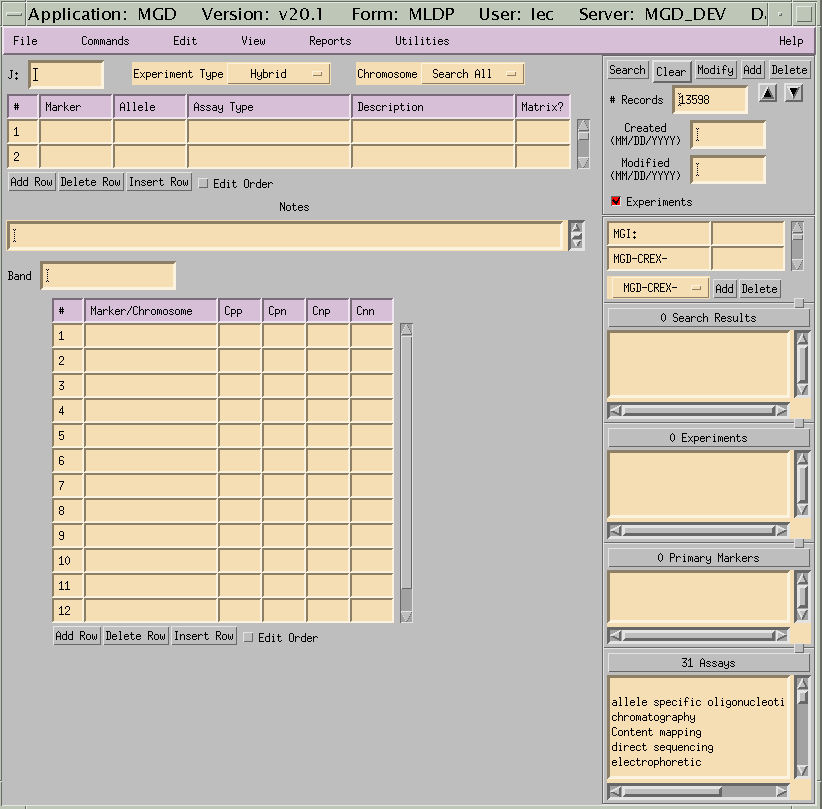 Application: MGD Version: v20.1 Form: MLDP User: lec Server: MGD_DEV
File Commands Edit View Reports Utilities Help
J: Experiment Type Hybrid Chromosome Search All
# Marker Allele Assay Type Description Matrix?
1
2
Add Row Delete Row Insert Row Edit Order
Notes
Band
# Marker/Chromosome Cpp Cpn Cnp Cnn
1
2
3
4
5
6
7
8
9
10
11
12
Add Row Delete Row Insert Row Edit Order
Search Clear Modify Add Delete
# Records 13598
Created
(MM/DD/YYYY)
Modified
(MM/DD/YYYY)
Experiments
MGI:
MGD-CREX-
MGD-CREX- Add Delete
0 Search Results
0 Experiments
0 Primary Markers
31 Assays
allele specific oligonucleoti
chromatography
Content mapping
direct sequencing
electrophoretic